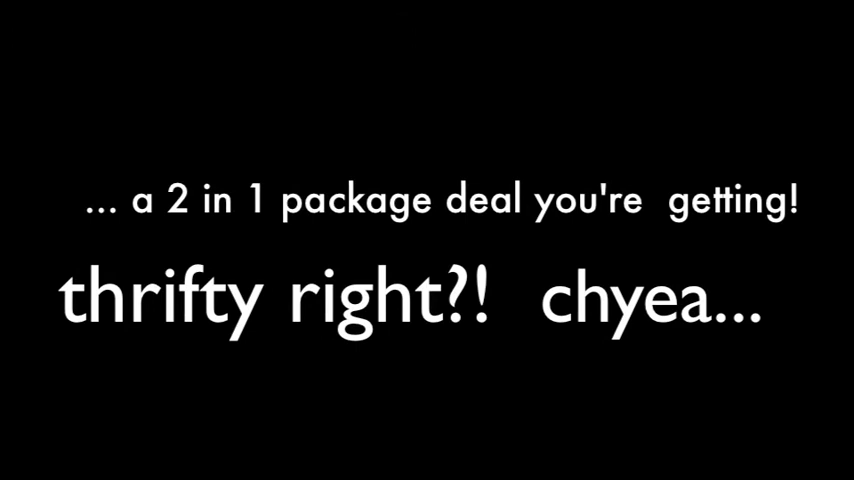 ... a 2 in 1 package deal you're getting!
thrifty right?! chyea...